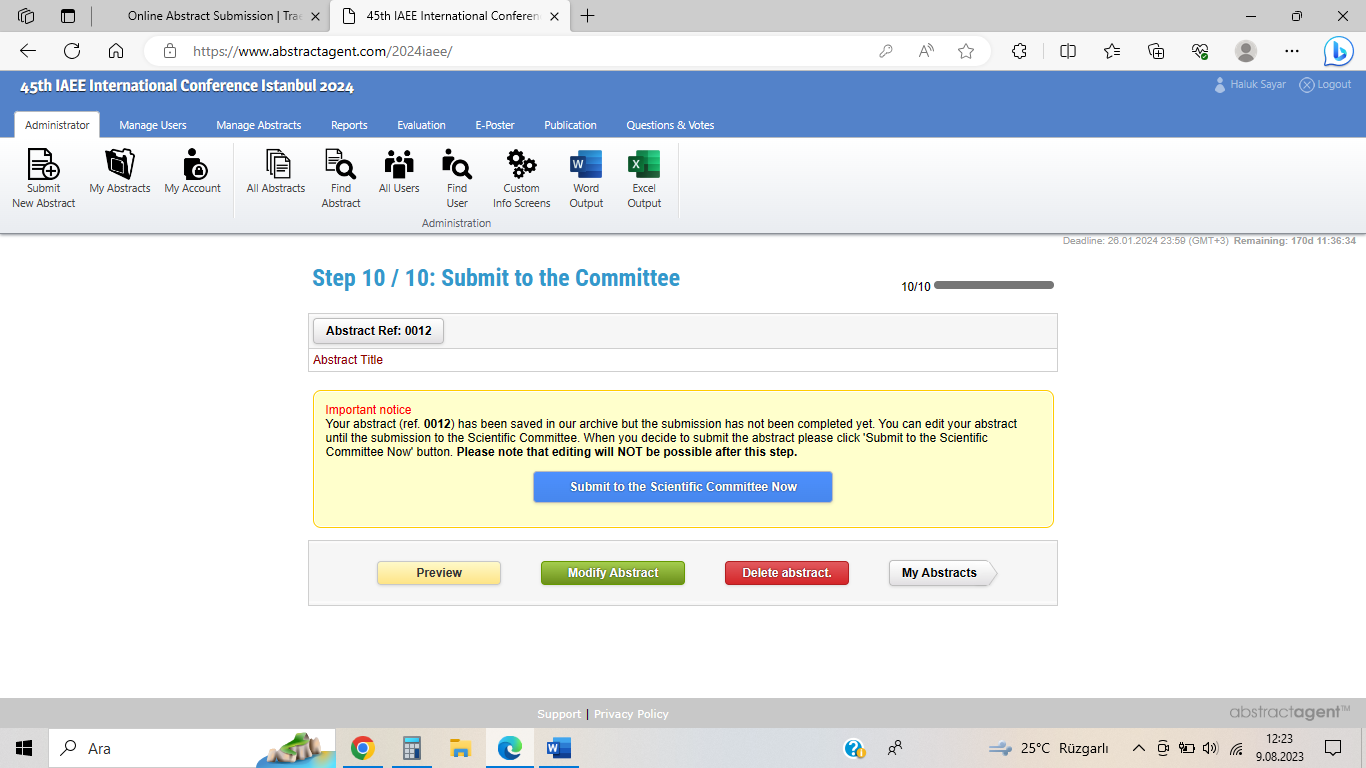 Online Abstract Submission | Trae
45th IAEE International Conferen
https://www.abstractagent.com/2024iaee/
45th IAEE International Conference Istanbul 2024
Haluk Sayar
Logout
Administrator
Manage Users
Manage Abstracts
Reports
Evaluation
E-Poster
Publication
Questions & Votes
Submit
New Abstract
My Abstracts
My Account
All Abstracts
Find
Abstract
All Users
Find
User
Custom
Info Screens
Word
Output
Excel
Output
Administration
Deadline: 26.01.2024 23:59 (GMT+3) Remaining: 170d 11:36:34
Step 10 / 10: Submit to the Committee
10/10
Abstract Ref: 0012
Abstract Title
Important notice
Your abstract (ref. 0012) has been saved in our archive but the submission has not been completed yet. You can edit your abstract
until the submission to the Scientific Committee. When you decide to submit the abstract please click 'Submit to the Scientific
Committee Now' button. Please note that editing will NOT be possible after this step.
Submit to the Scientific Committee Now
Preview
Modify Abstract
Delete abstract.
My Abstracts
Support | Privacy Policy
abstractagent™
Ara
25°C Rüzgarlı
12:23
9.08.2023